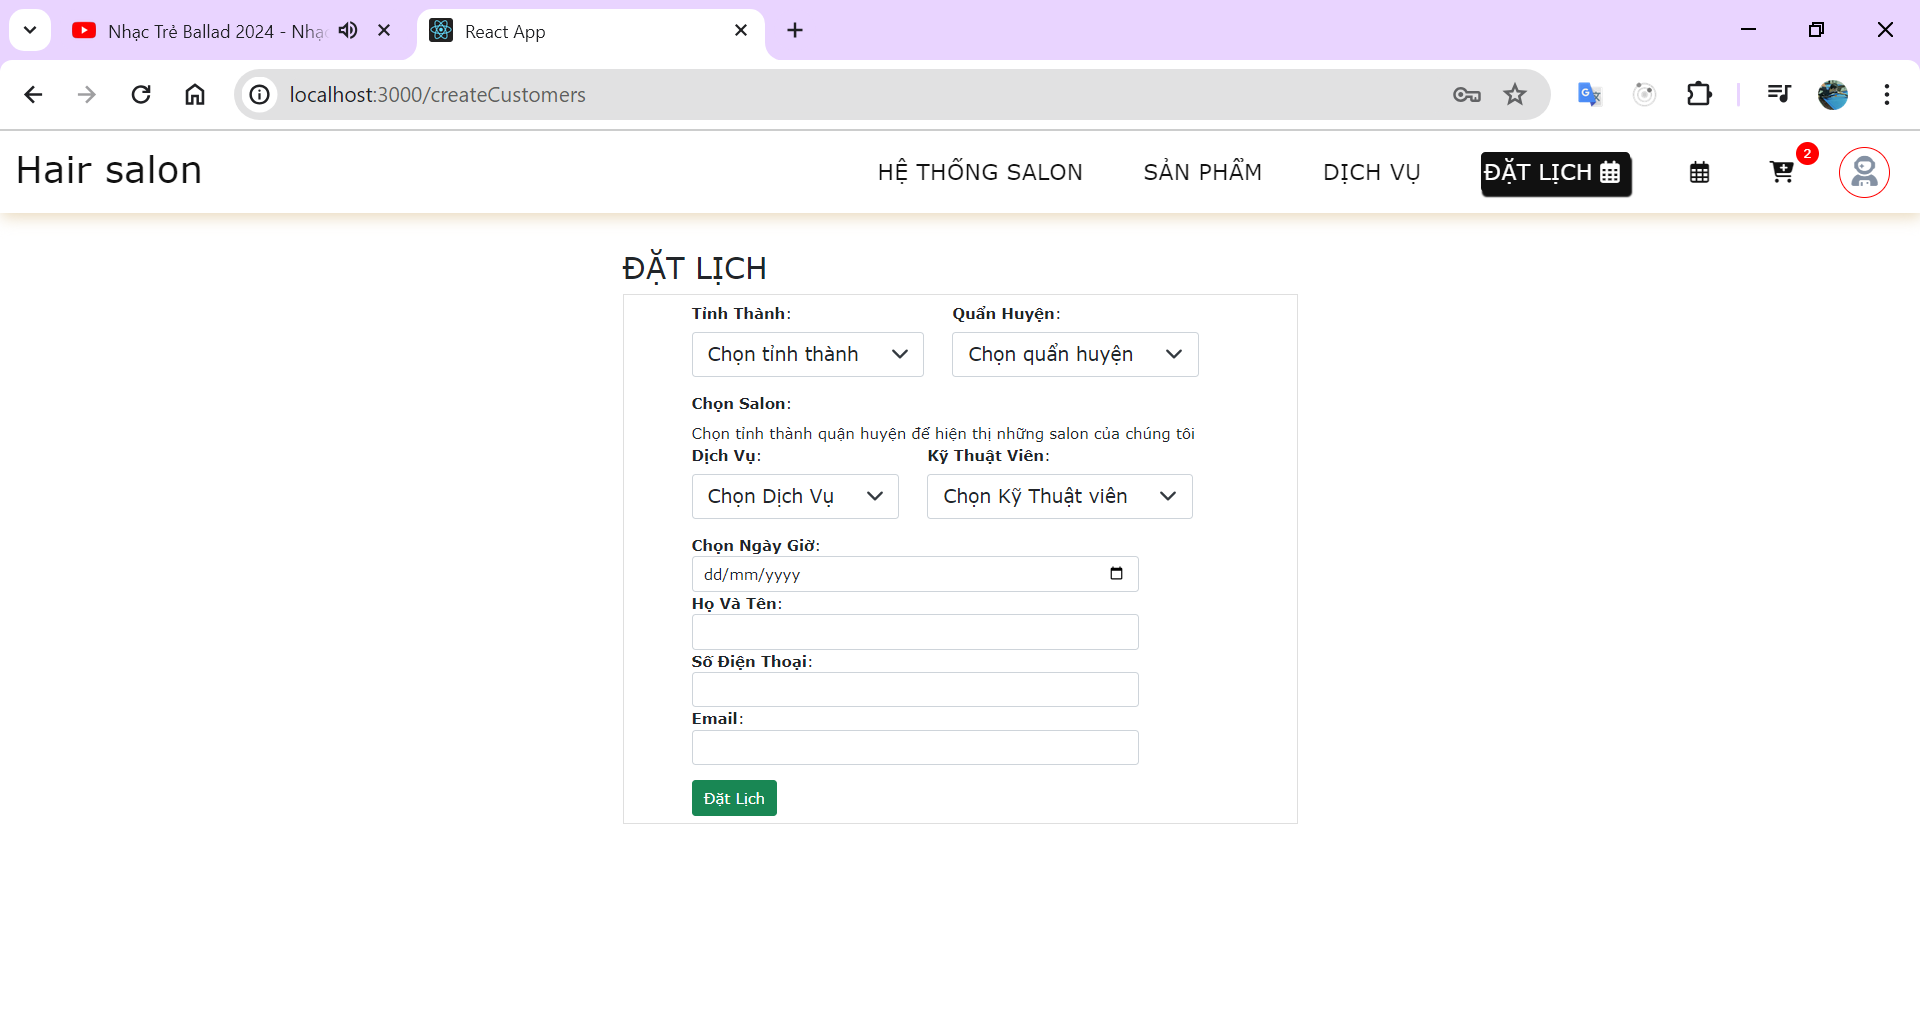 Nhạc Trẻ Ballad 2024 - Nhạc
React App
localhost:3000/createCustomers
Hair salon
HỆ THỐNG SALON
SẢN PHẨM
DỊCH VỤ
ĐẶT LỊCH
2
ĐẶT LỊCH
Tỉnh Thành: Quẩn Huyện:
Chọn tỉnh thành Chọn quẩn huyện
Chọn Salon:
Chọn tỉnh thành quận huyện để hiện thị những salon của chúng tôi
Dịch Vụ: Kỹ Thuật Viên:
Chọn Dịch Vụ Chọn Kỹ Thuật viên
Chọn Ngày Giờ:
dd/mm/yyyy
Họ Và Tên:
Số Điện Thoại:
Email:
Đặt Lịch